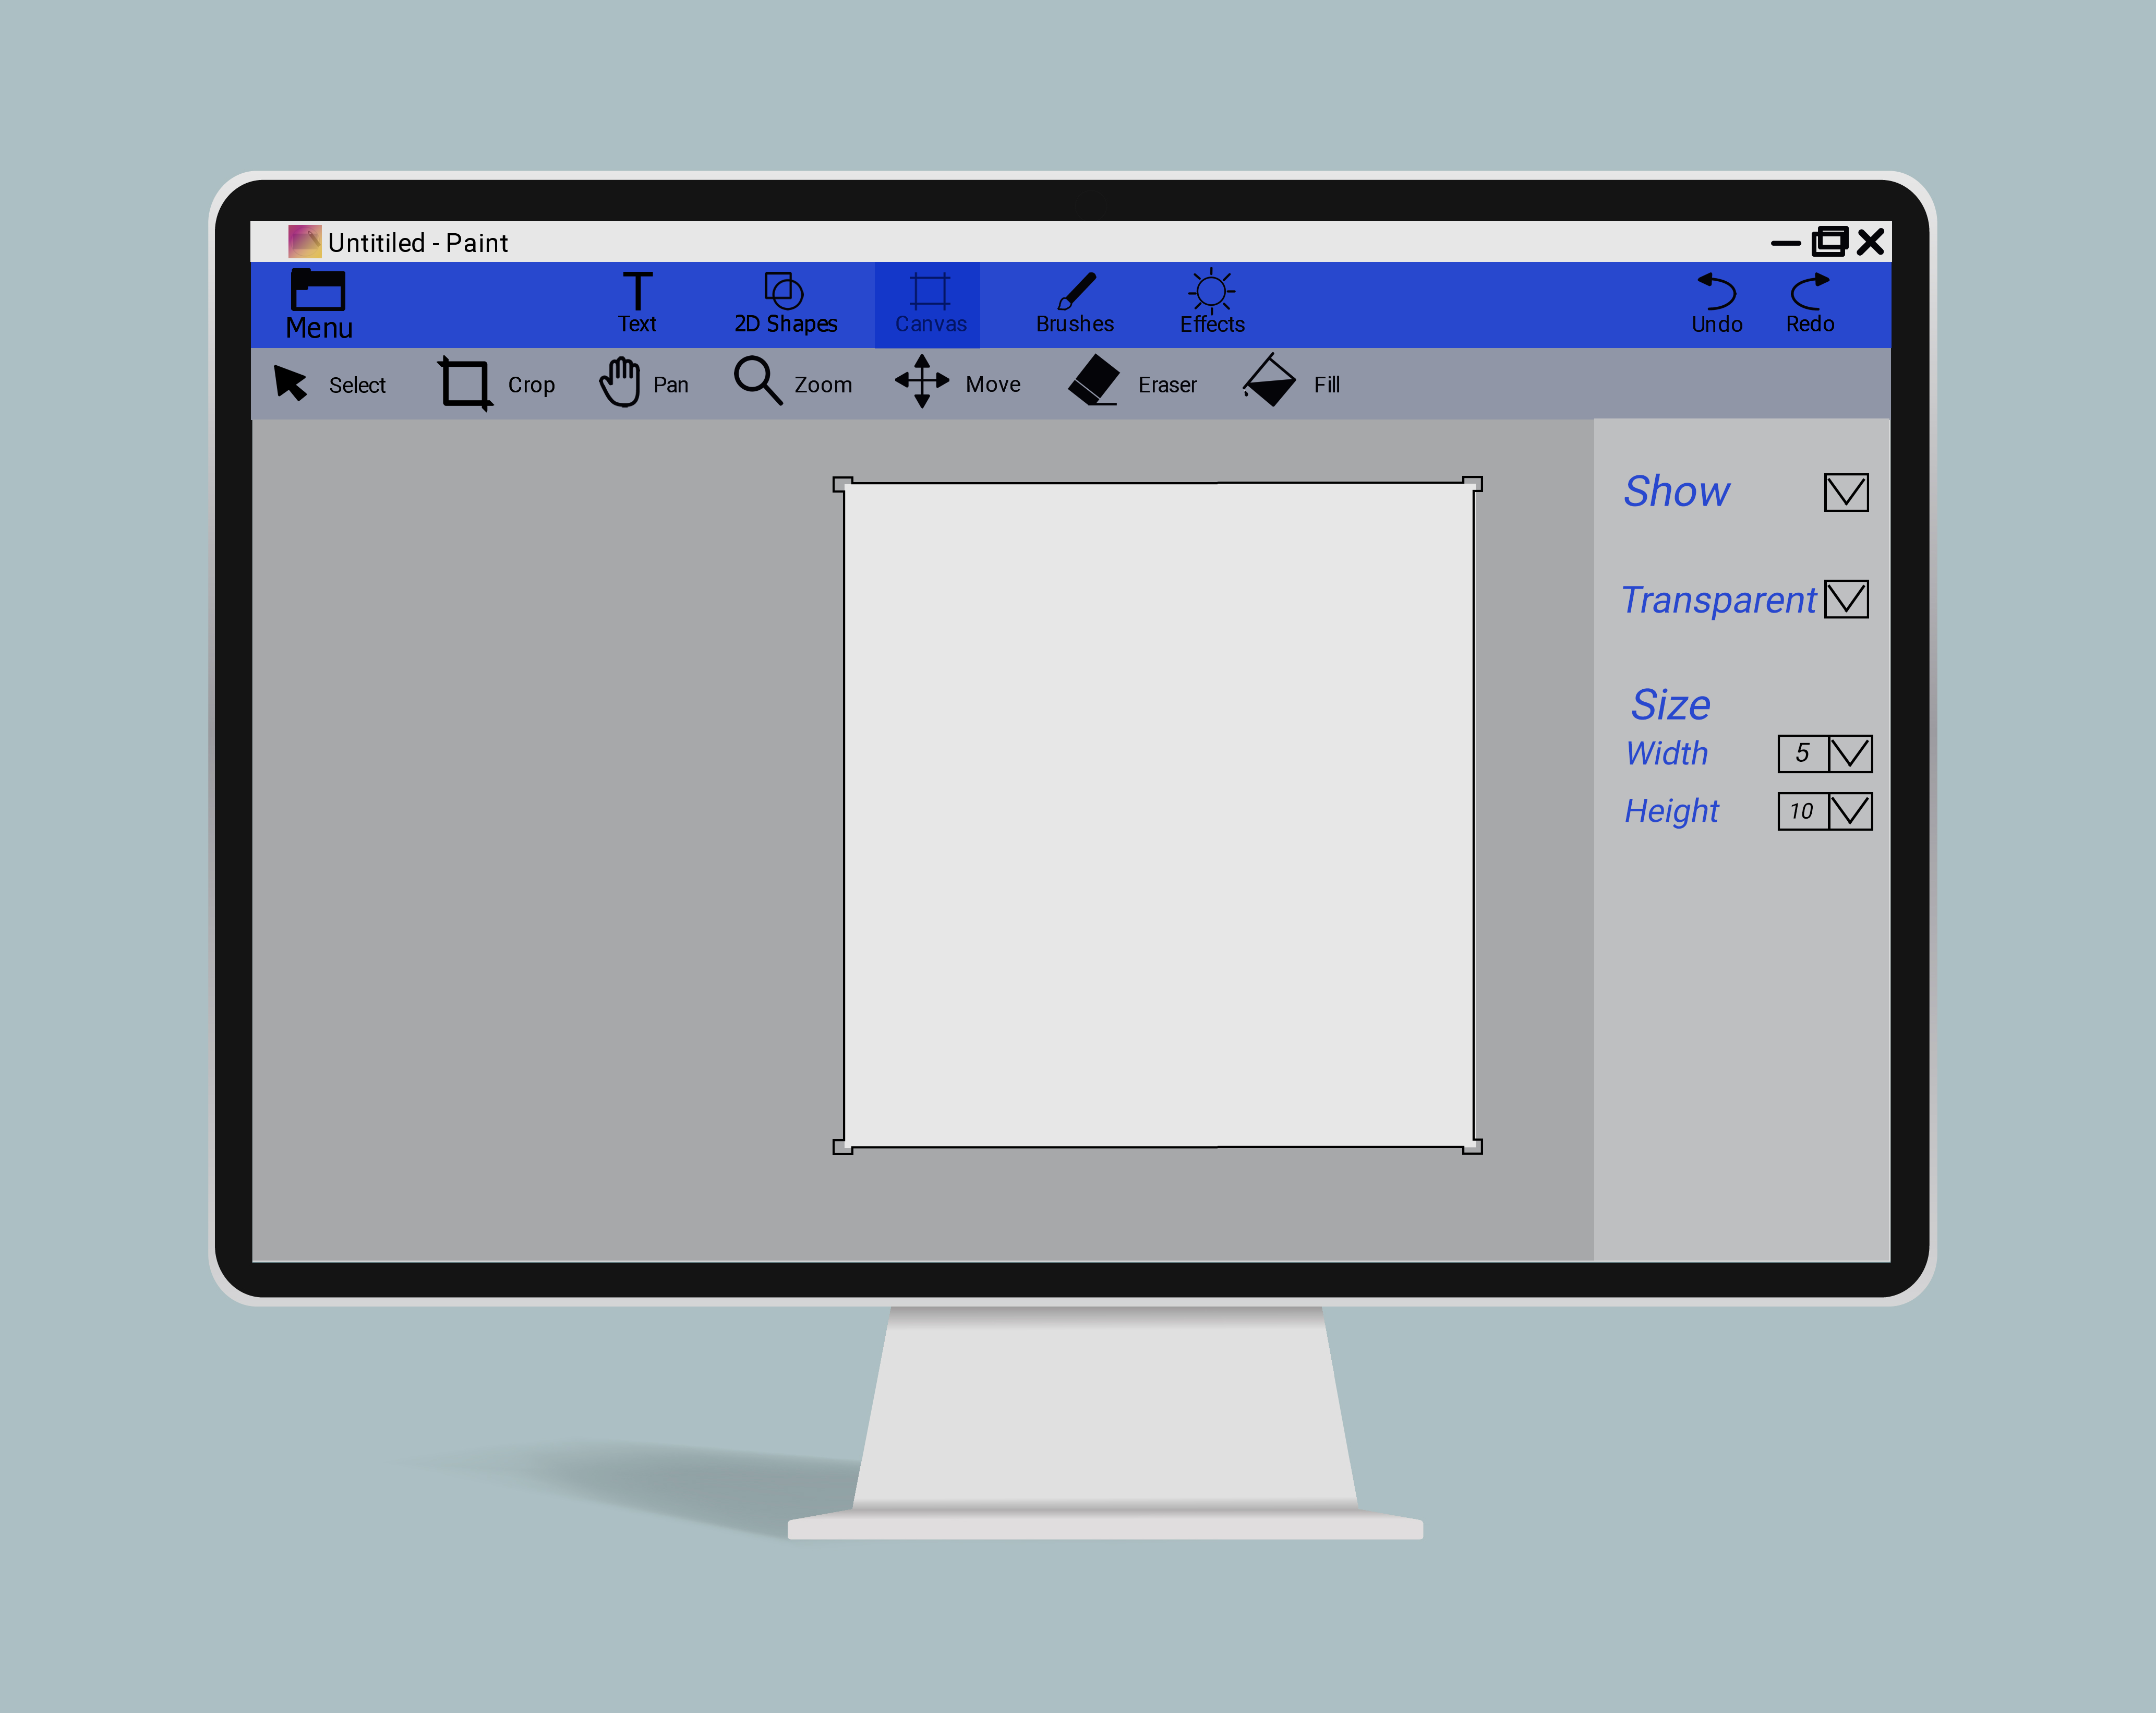 Untitiled - Paint
Menu Text 2D Shapes Canvas Brushes Effects Undo Redo
Select Crop Pan Zoom Move Eraser Fill
Show
Transparent
Size
Width 5
Height 10